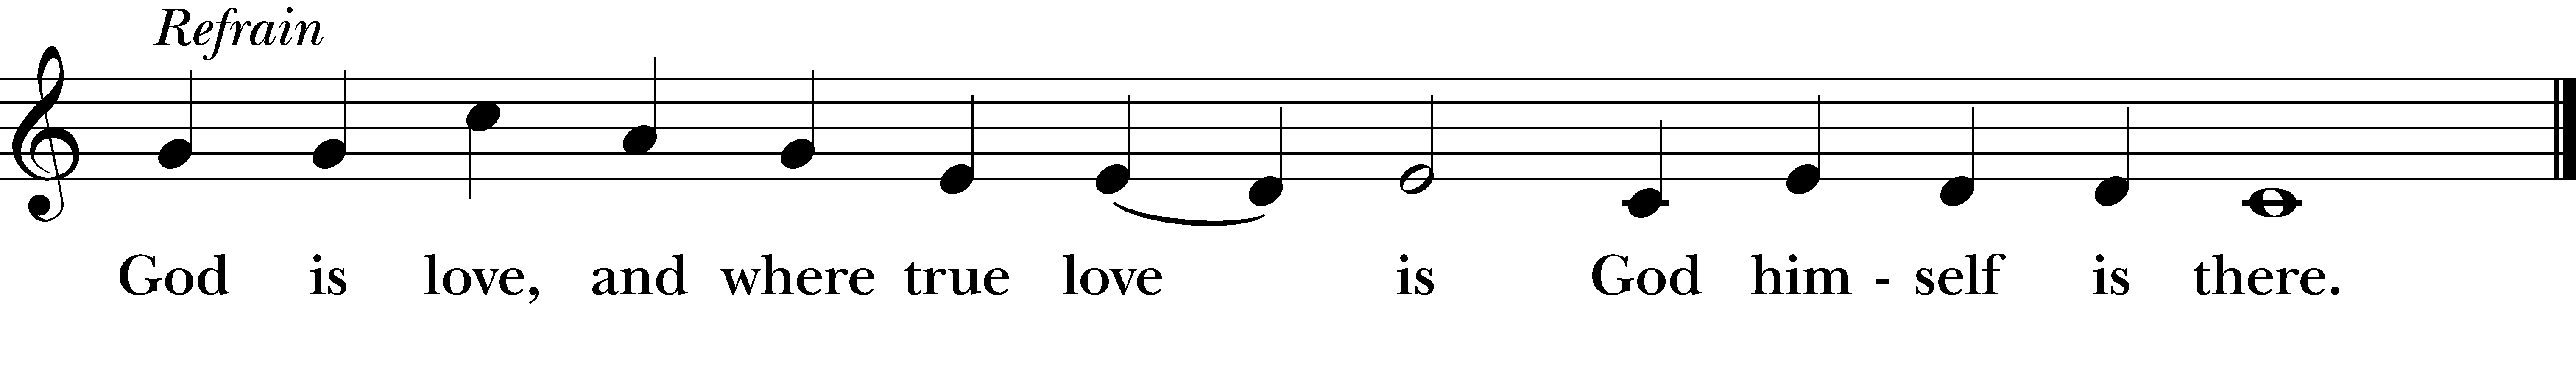 Refrain
God is love, and where true love is God him - self is there.